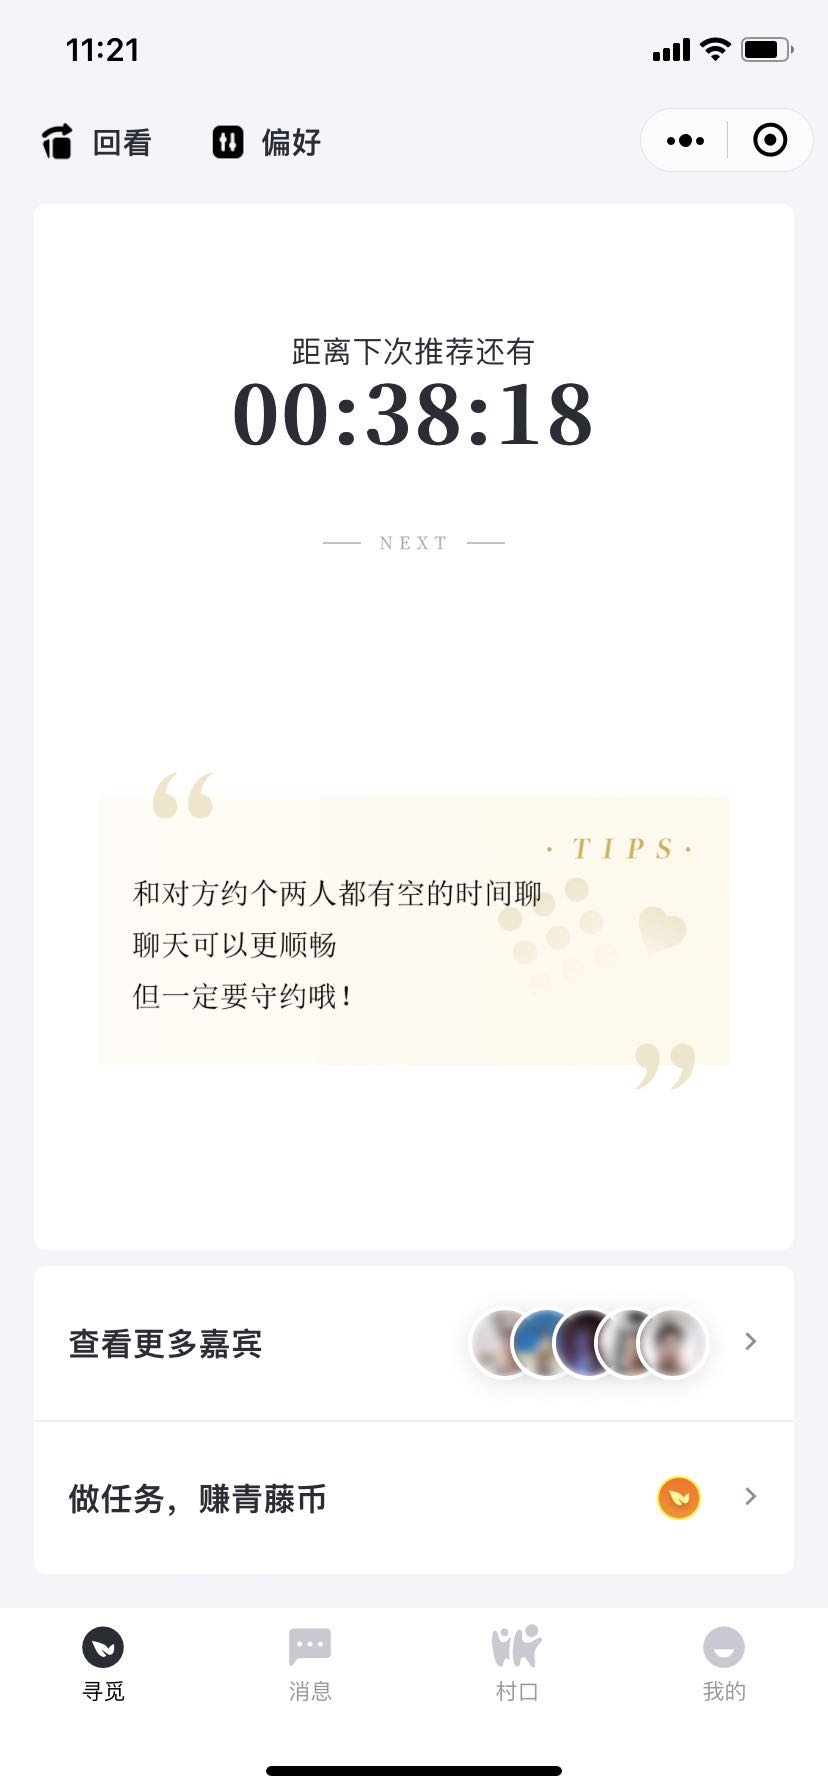 11:21
回看
偏好
距离下次推荐还有
00:38:18
NEXT
· TIPS ·
和对方约个两人都有空的时间聊
聊天可以更顺畅
但一定要守约哦！
查看更多嘉宾
做任务，赚青藤币
寻觅
消息
村口
我的